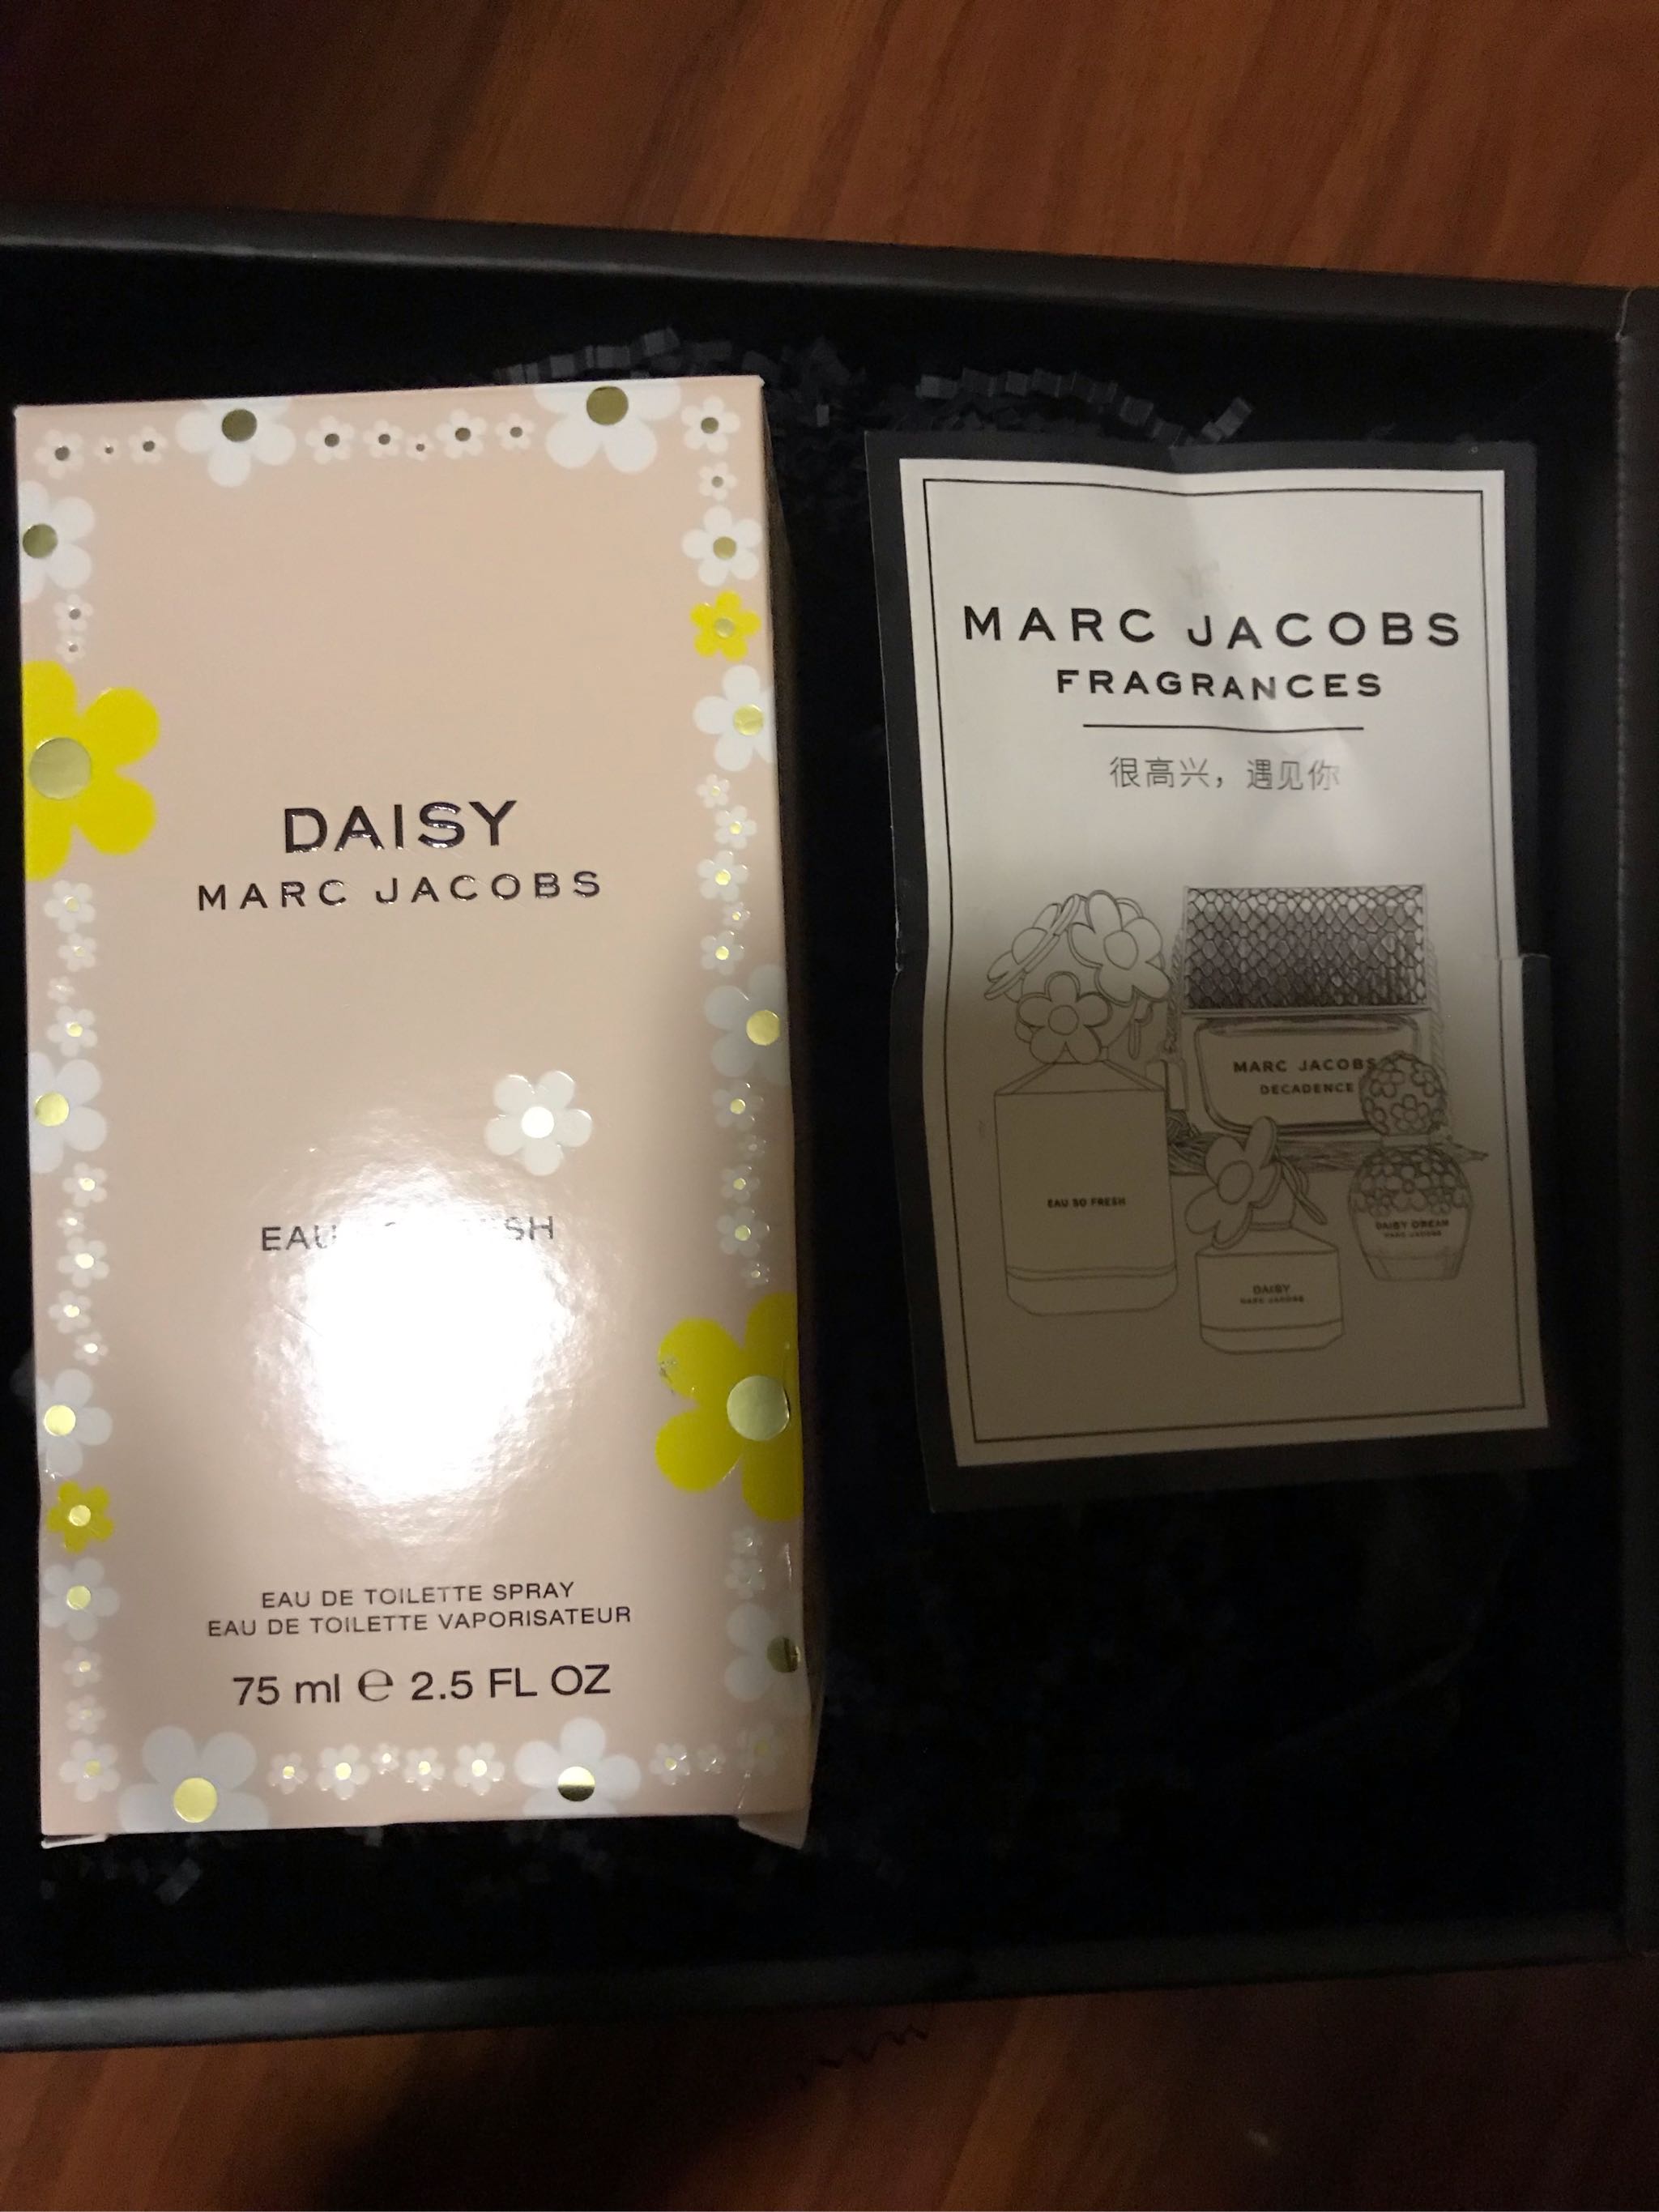 DAISY
MARC JACOBS
EAU SH
EAU DE TOILETTE SPRAY
EAU DE TOILETTE VAPORISATEUR
75 ml ℮ 2.5 FL OZ
MARC JACOBS
FRAGRANCES
很高兴，遇见你
MARC JACOBS
DECADENCE
EAU SO FRESH
DAISY
MARC JACOBS
DAISY DREAM
MARC JACOBS